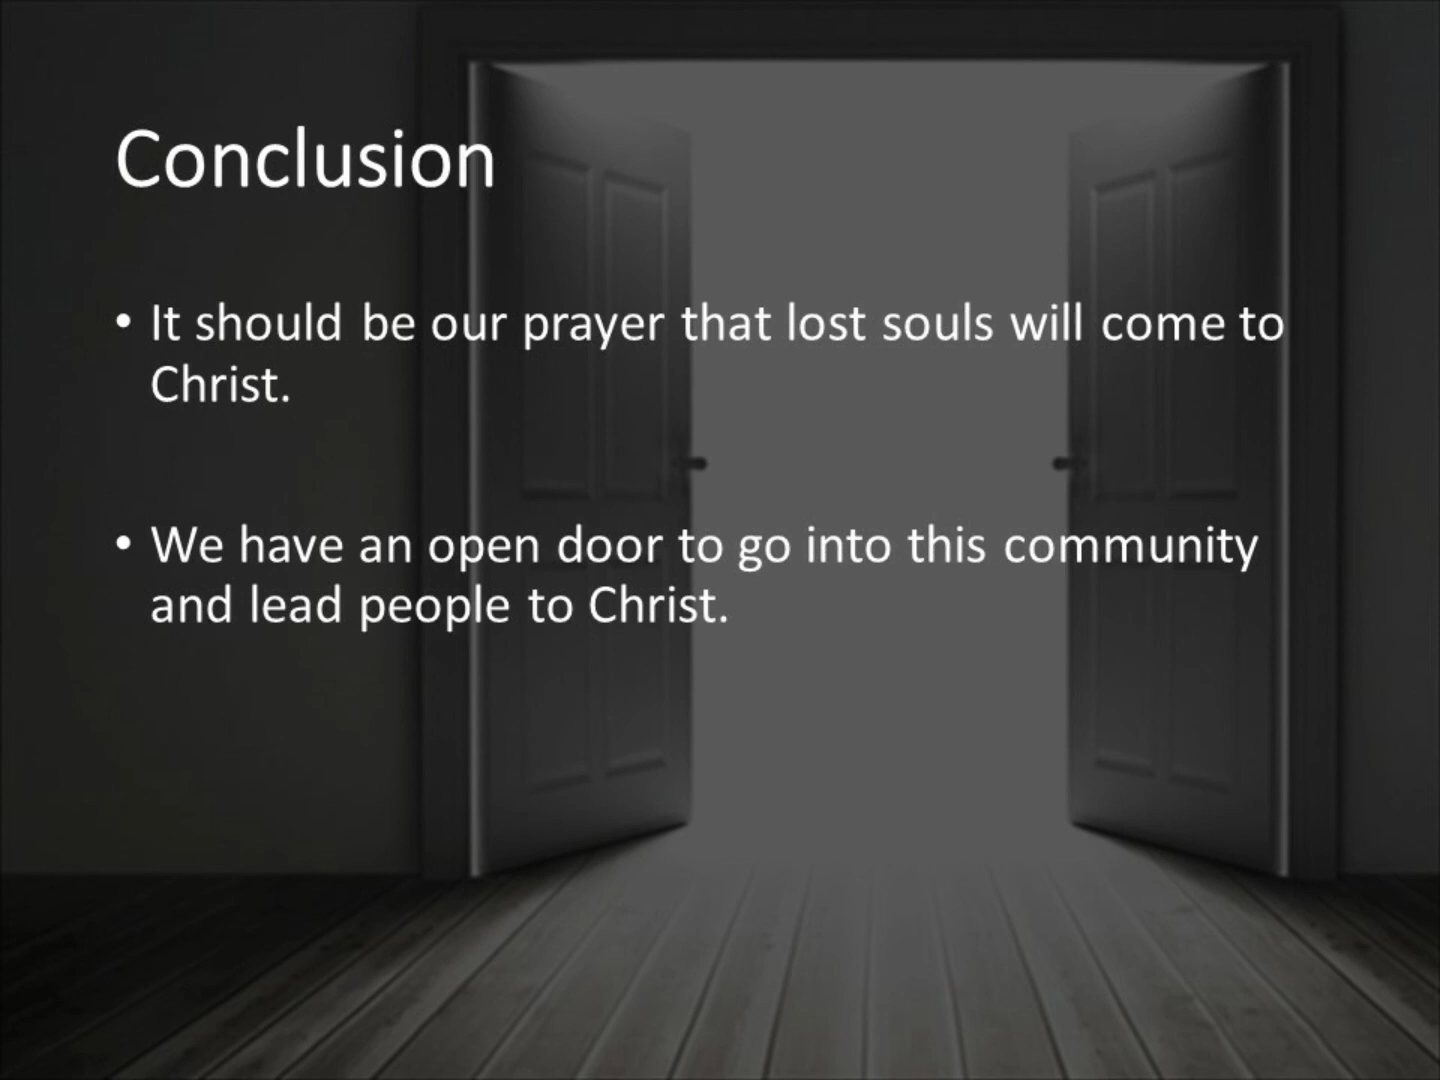 Conclusion
• It should be our prayer that lost souls will come to
Christ.
• We have an open door to go into this community
and lead people to Christ.